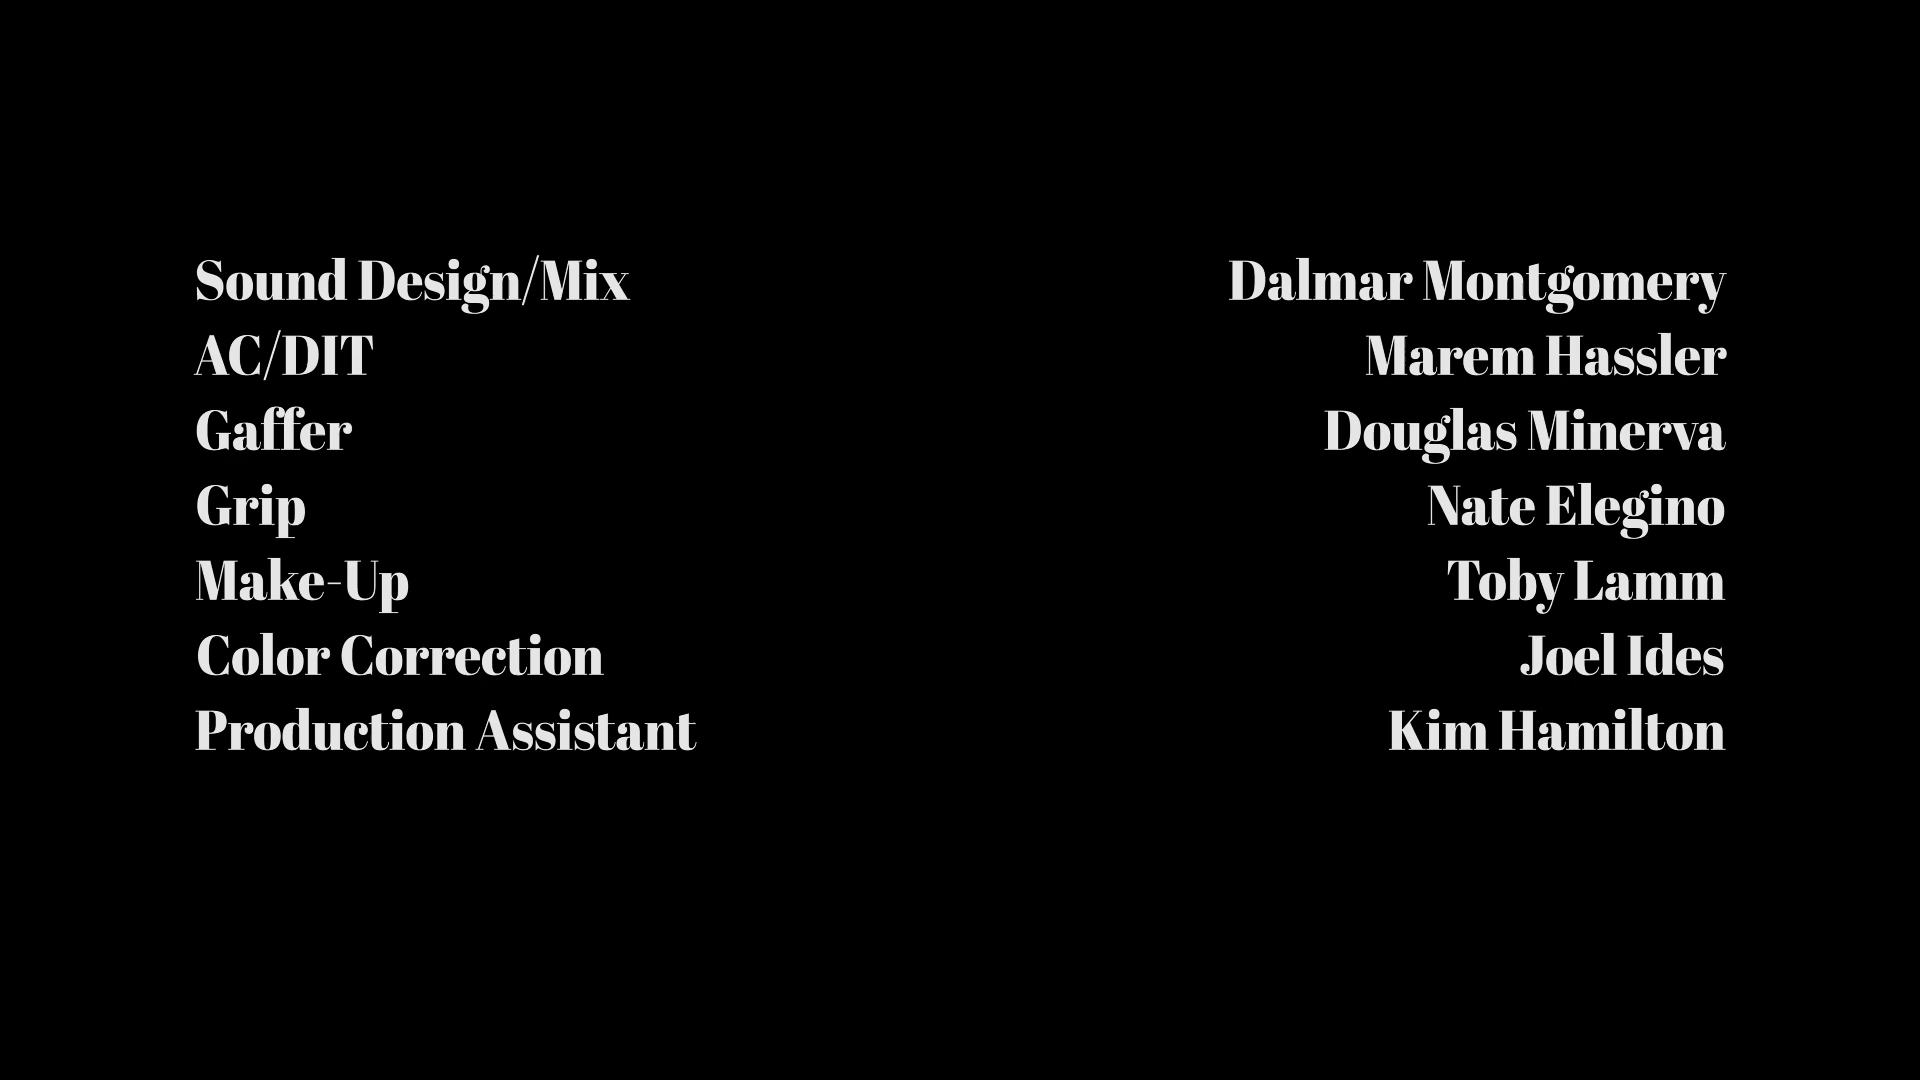 Sound Design/Mix Dalmar Montgomery
AC/DIT Marem Hassler
Gaffer Douglas Minerva
Grip Nate Elegino
Make-Up Toby Lamm
Color Correction Joel Ides
Production Assistant Kim Hamilton